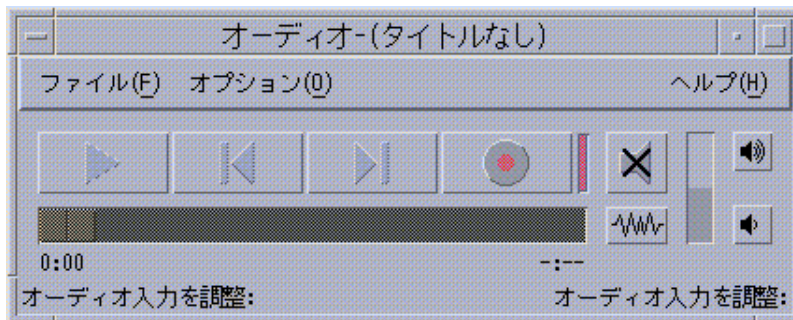 オーディオ-(タイトルなし)
ファイル(F) オプション(O) ヘルプ(H)
0:00 -:--
オーディオ入力を調整: オーディオ入力を調整: